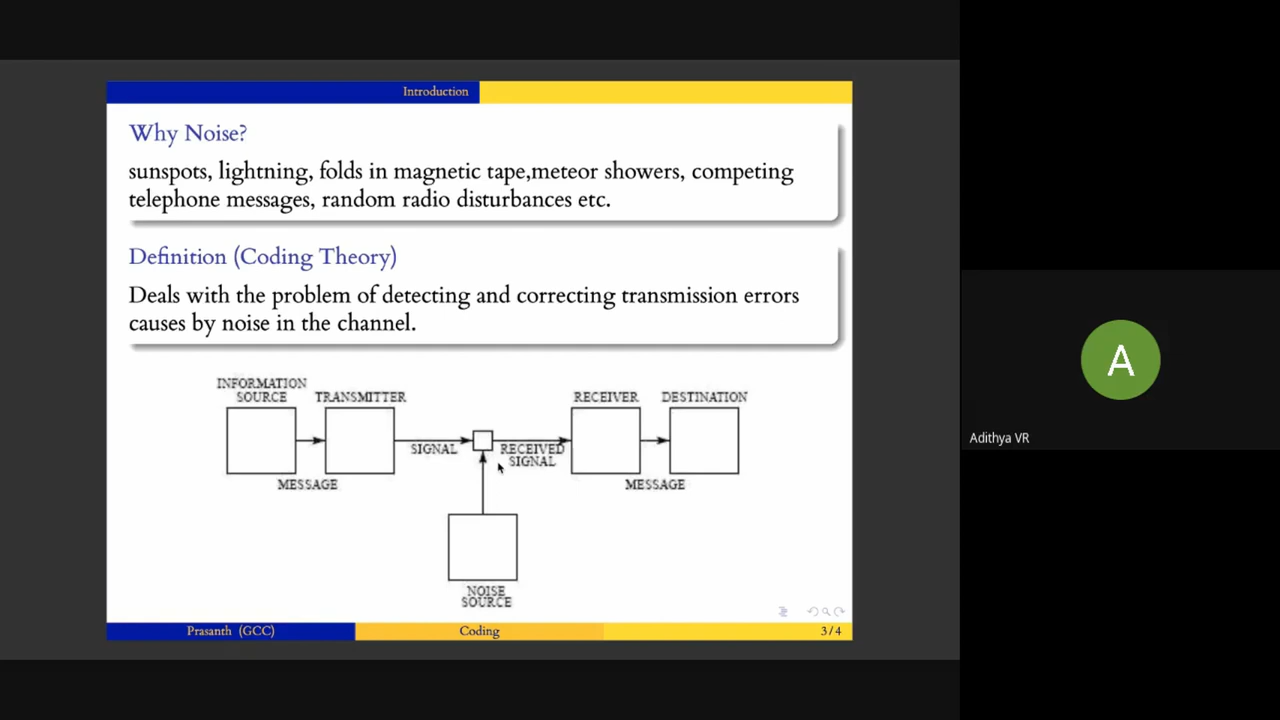 Introduction
Why Noise?
sunspots, lightning, folds in magnetic tape,meteor showers, competing
telephone messages, random radio disturbances etc.
Definition (Coding Theory)
Deals with the problem of detecting and correcting transmission errors
causes by noise in the channel.
INFORMATION
SOURCE
TRANSMITTER
RECEIVER
DESTINATION
SIGNAL
RECEIVED
SIGNAL
MESSAGE
MESSAGE
NOISE
SOURCE
Prasanth (GCC)
Coding
3/4
A
Adithya VR